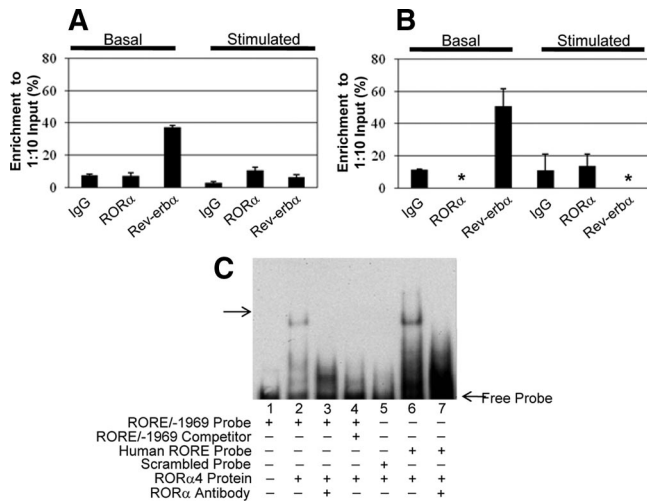 A
Basal
Stimulated
Enrichment to
1:10 Input (%)
80
60
40
20
0
IgG
RORα
Rev-erbα
IgG
RORα
Rev-erbα
B
Basal
Stimulated
Enrichment to
1:10 Input (%)
80
60
40
20
0
*
*
IgG
RORα
Rev-erbα
IgG
RORα
Rev-erbα
C
Free Probe
1 2 3 4 5 6 7
RORE/-1969 Probe + + + + – – –
RORE/-1969 Competitor – – – + – – –
Human RORE Probe – – – – – + +
Scrambled Probe – – – – + – –
RORα4 Protein – + + + + + +
RORα Antibody – – + – – – +